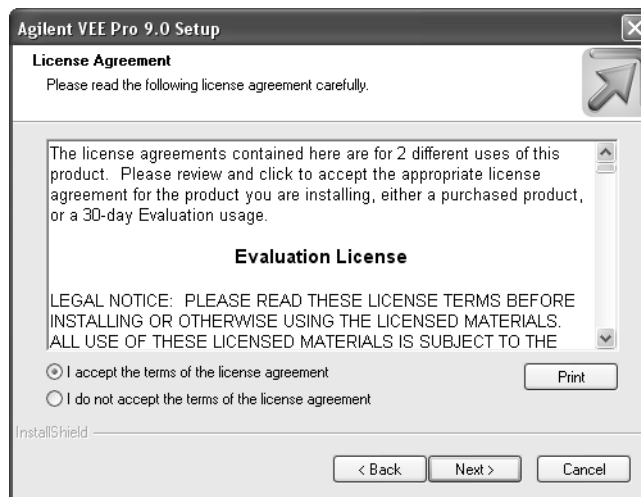 Agilent VEE Pro 9.0 Setup
License Agreement
Please read the following license agreement carefully.
The license agreements contained here are for 2 different uses of this
product. Please review and click to accept the appropriate license
agreement for the product you are installing, either a purchased product,
or a 30-day Evaluation usage.
Evaluation License
LEGAL NOTICE: PLEASE READ THESE LICENSE TERMS BEFORE
INSTALLING OR OTHERWISE USING THE LICENSED MATERIALS.
ALL USE OF THESE LICENSED MATERIALS IS SUBJECT TO THE
I accept the terms of the license agreement
Print
I do not accept the terms of the license agreement
InstallShield
< Back
Next >
Cancel